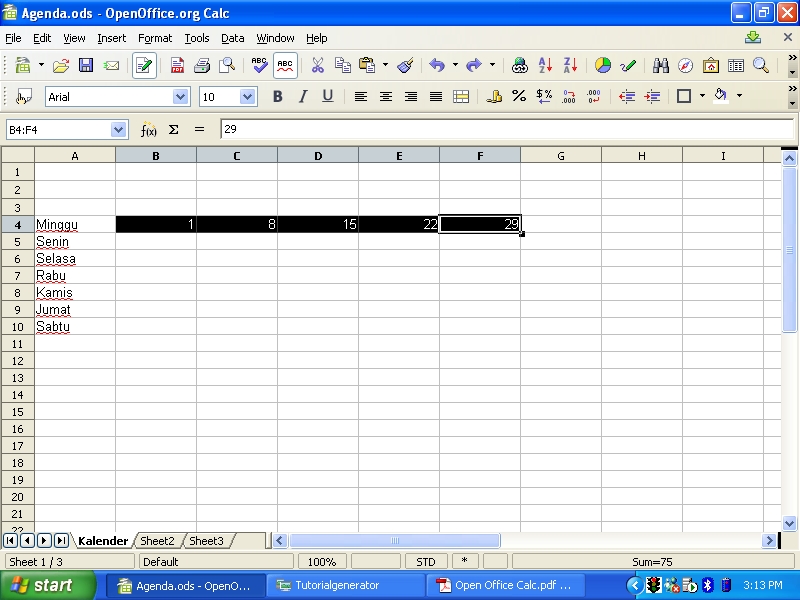 Agenda.ods - OpenOffice.org Calc
File Edit View Insert Format Tools Data Window Help
Arial 10 B I U
B4:F4 f(x) Σ = 29
A B C D E F G H I
1
2
3
4 Minggu 1 8 15 22 29
5 Senin
6 Selasa
7 Rabu
8 Kamis
9 Jumat
10 Sabtu
11
12
13
14
15
16
17
18
19
20
21
22
Kalender Sheet2 Sheet3
Sheet 1 / 3 Default 100% STD * Sum=75
start Agenda.ods - OpenO... Tutorialgenerator Open Office Calc.pdf ... 3:13 PM